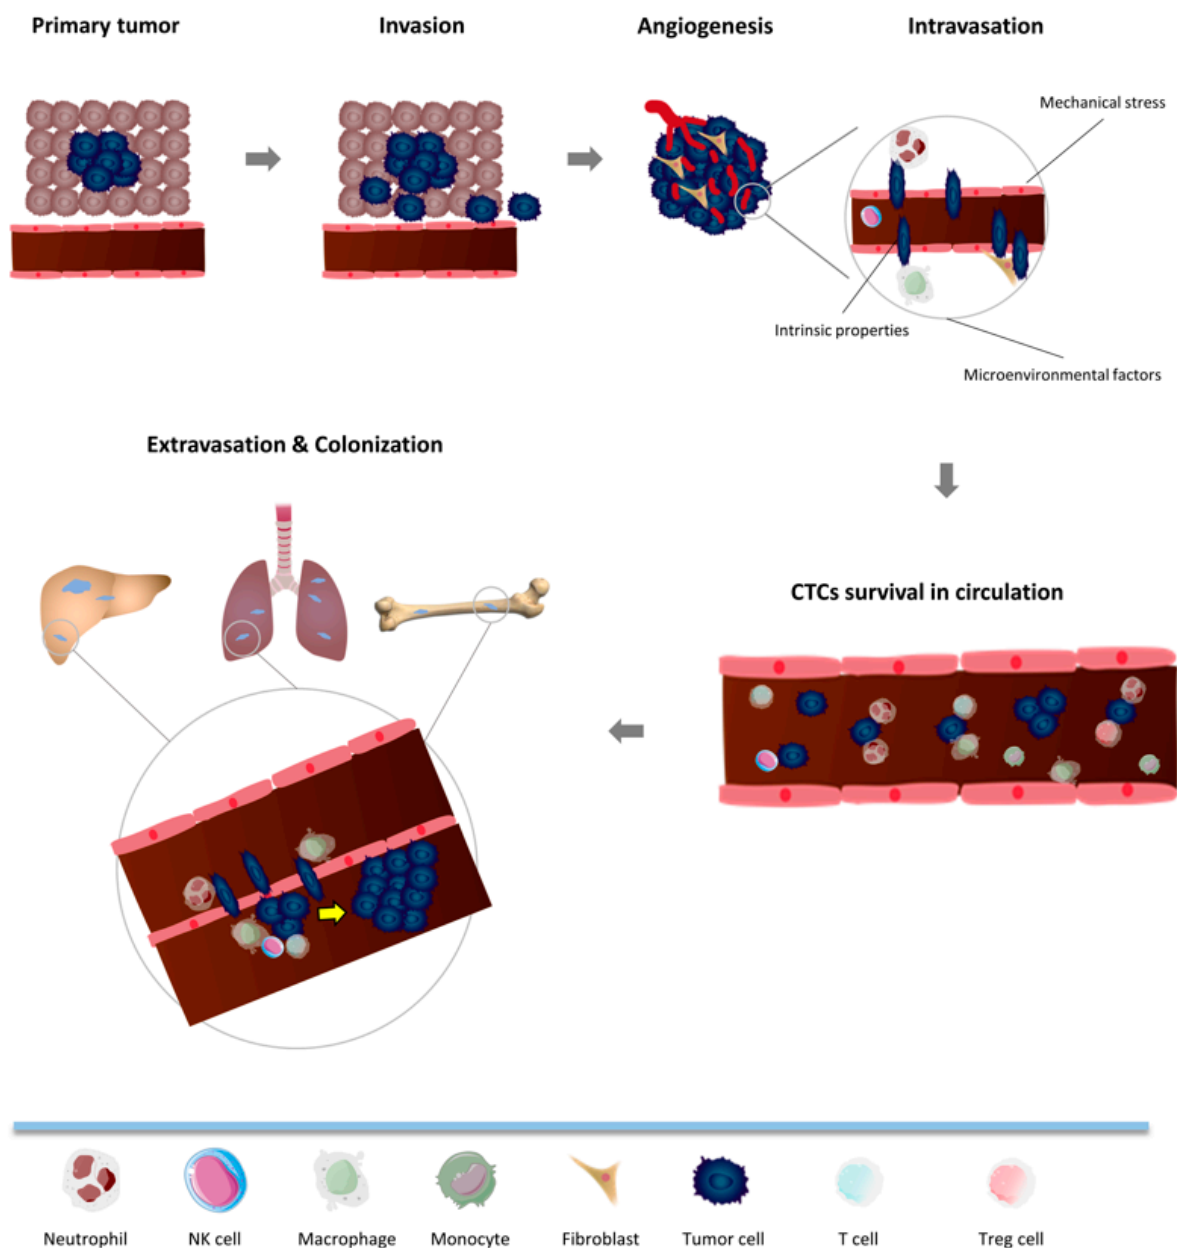 Primary tumor
Invasion
Angiogenesis
Intravasation
Mechanical stress
Intrinsic properties
Microenvironmental factors
Extravasation & Colonization
CTCs survival in circulation
Neutrophil
NK cell
Macrophage
Monocyte
Fibroblast
Tumor cell
T cell
Treg cell